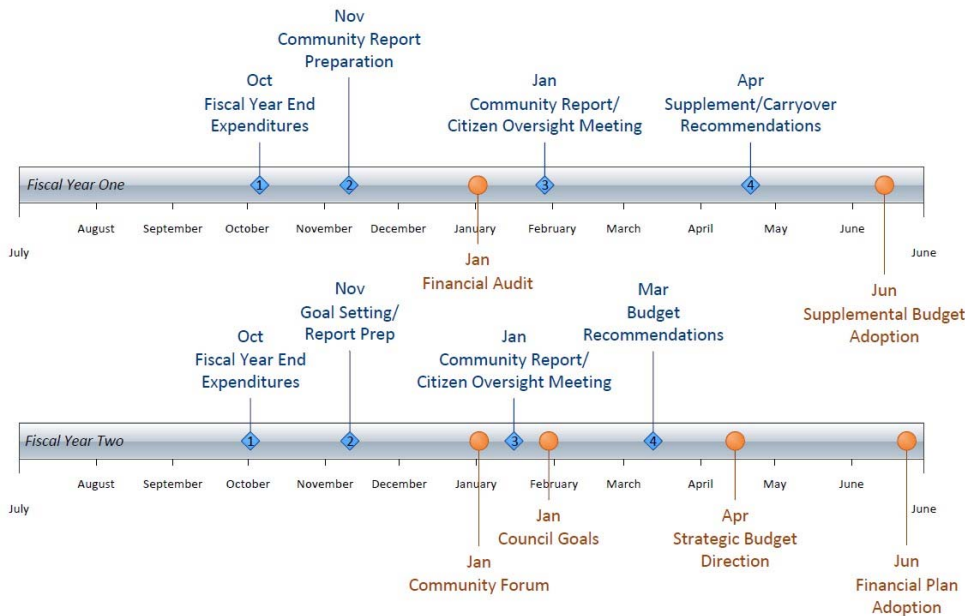 Nov
Community Report
Preparation
Oct
Fiscal Year End
Expenditures
Jan
Community Report/
Citizen Oversight Meeting
Apr
Supplement/Carryover
Recommendations
Fiscal Year One
1
2
3
4
July
August
September
October
November
December
January
February
March
April
May
June
June
Jan
Financial Audit
Jun
Supplemental Budget
Adoption
Oct
Fiscal Year End
Expenditures
Nov
Goal Setting/
Report Prep
Jan
Community Report/
Citizen Oversight Meeting
Mar
Budget
Recommendations
Fiscal Year Two
1
2
3
4
July
August
September
October
November
December
January
February
March
April
May
June
June
Jan
Community Forum
Jan
Council Goals
Apr
Strategic Budget
Direction
Jun
Financial Plan
Adoption